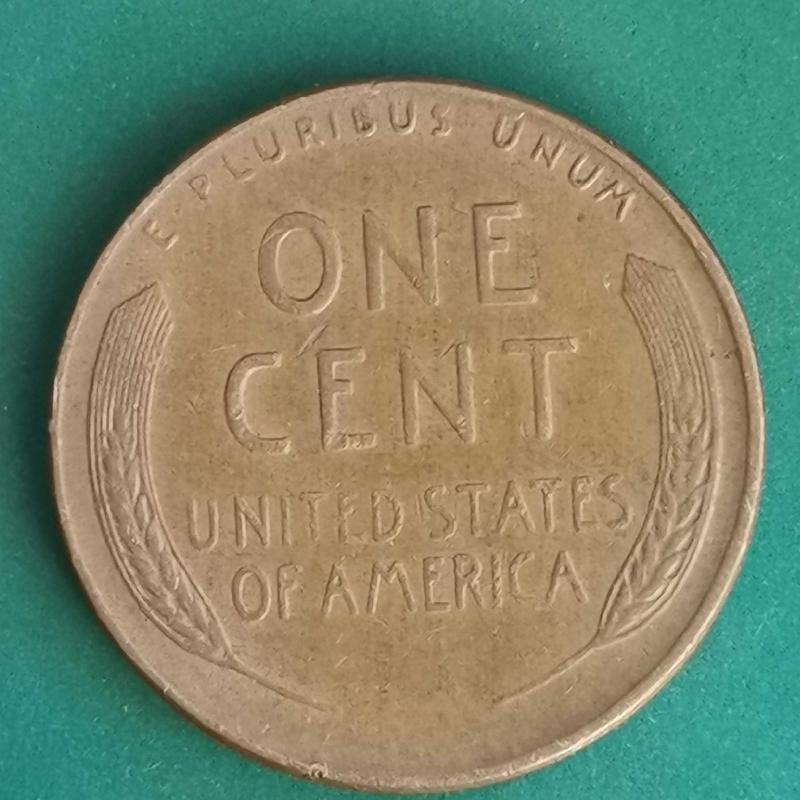 E PLURIBUS UNUM
ONE
CENT
UNITED STATES
OF AMERICA